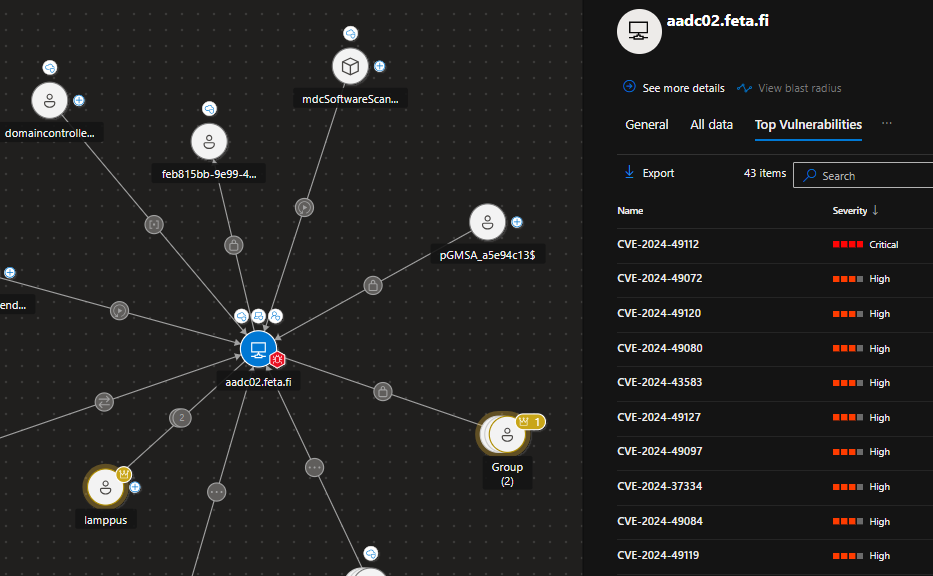 mdcSoftwareScan...
domaincontrolle...
feb815bb-9e99-4...
pGMSA_a5e94c13$
end...
aadc02.feta.fi
2
1
Group
(2)
lamppus
aadc02.feta.fi
See more details
View blast radius
General All data Top Vulnerabilities ...
Export 43 items Search
Name Severity ↓
CVE-2024-49112 Critical
CVE-2024-49072 High
CVE-2024-49120 High
CVE-2024-49080 High
CVE-2024-43583 High
CVE-2024-49127 High
CVE-2024-49097 High
CVE-2024-37334 High
CVE-2024-49084 High
CVE-2024-49119 High